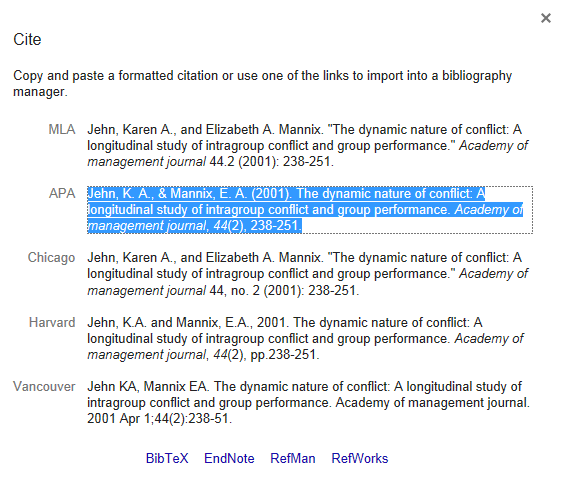 ×
Cite
Copy and paste a formatted citation or use one of the links to import into a bibliography
manager.
MLA Jehn, Karen A., and Elizabeth A. Mannix. "The dynamic nature of conflict: A
longitudinal study of intragroup conflict and group performance." Academy of
management journal 44.2 (2001): 238-251.
APA Jehn, K. A., & Mannix, E. A. (2001). The dynamic nature of conflict: A
longitudinal study of intragroup conflict and group performance. Academy of
management journal, 44(2), 238-251.
Chicago Jehn, Karen A., and Elizabeth A. Mannix. "The dynamic nature of conflict: A
longitudinal study of intragroup conflict and group performance." Academy of
management journal 44, no. 2 (2001): 238-251.
Harvard Jehn, K.A. and Mannix, E.A., 2001. The dynamic nature of conflict: A
longitudinal study of intragroup conflict and group performance. Academy of
management journal, 44(2), pp.238-251.
Vancouver Jehn KA, Mannix EA. The dynamic nature of conflict: A longitudinal study of
intragroup conflict and group performance. Academy of management journal.
2001 Apr 1;44(2):238-51.
BibTeX EndNote RefMan RefWorks